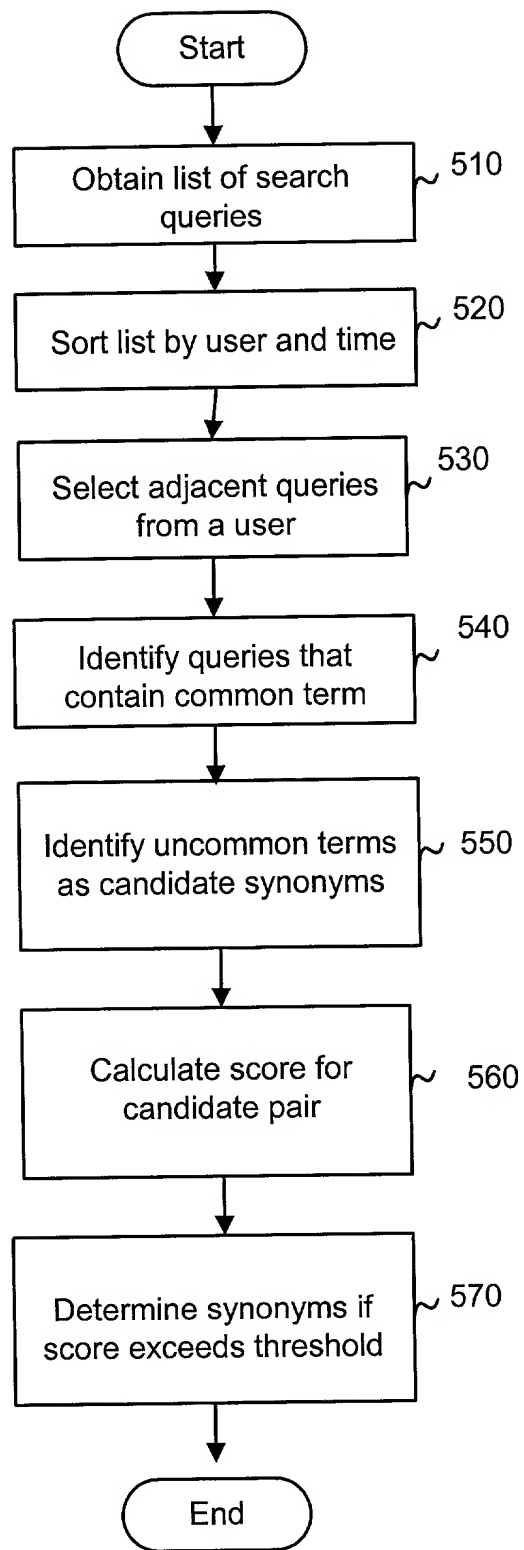 Start
Obtain list of search
queries
510
Sort list by user and time
520
Select adjacent queries
from a user
530
Identify queries that
contain common term
540
Identify uncommon terms
as candidate synonyms
550
Calculate score for
candidate pair
560
Determine synonyms if
score exceeds threshold
570
End